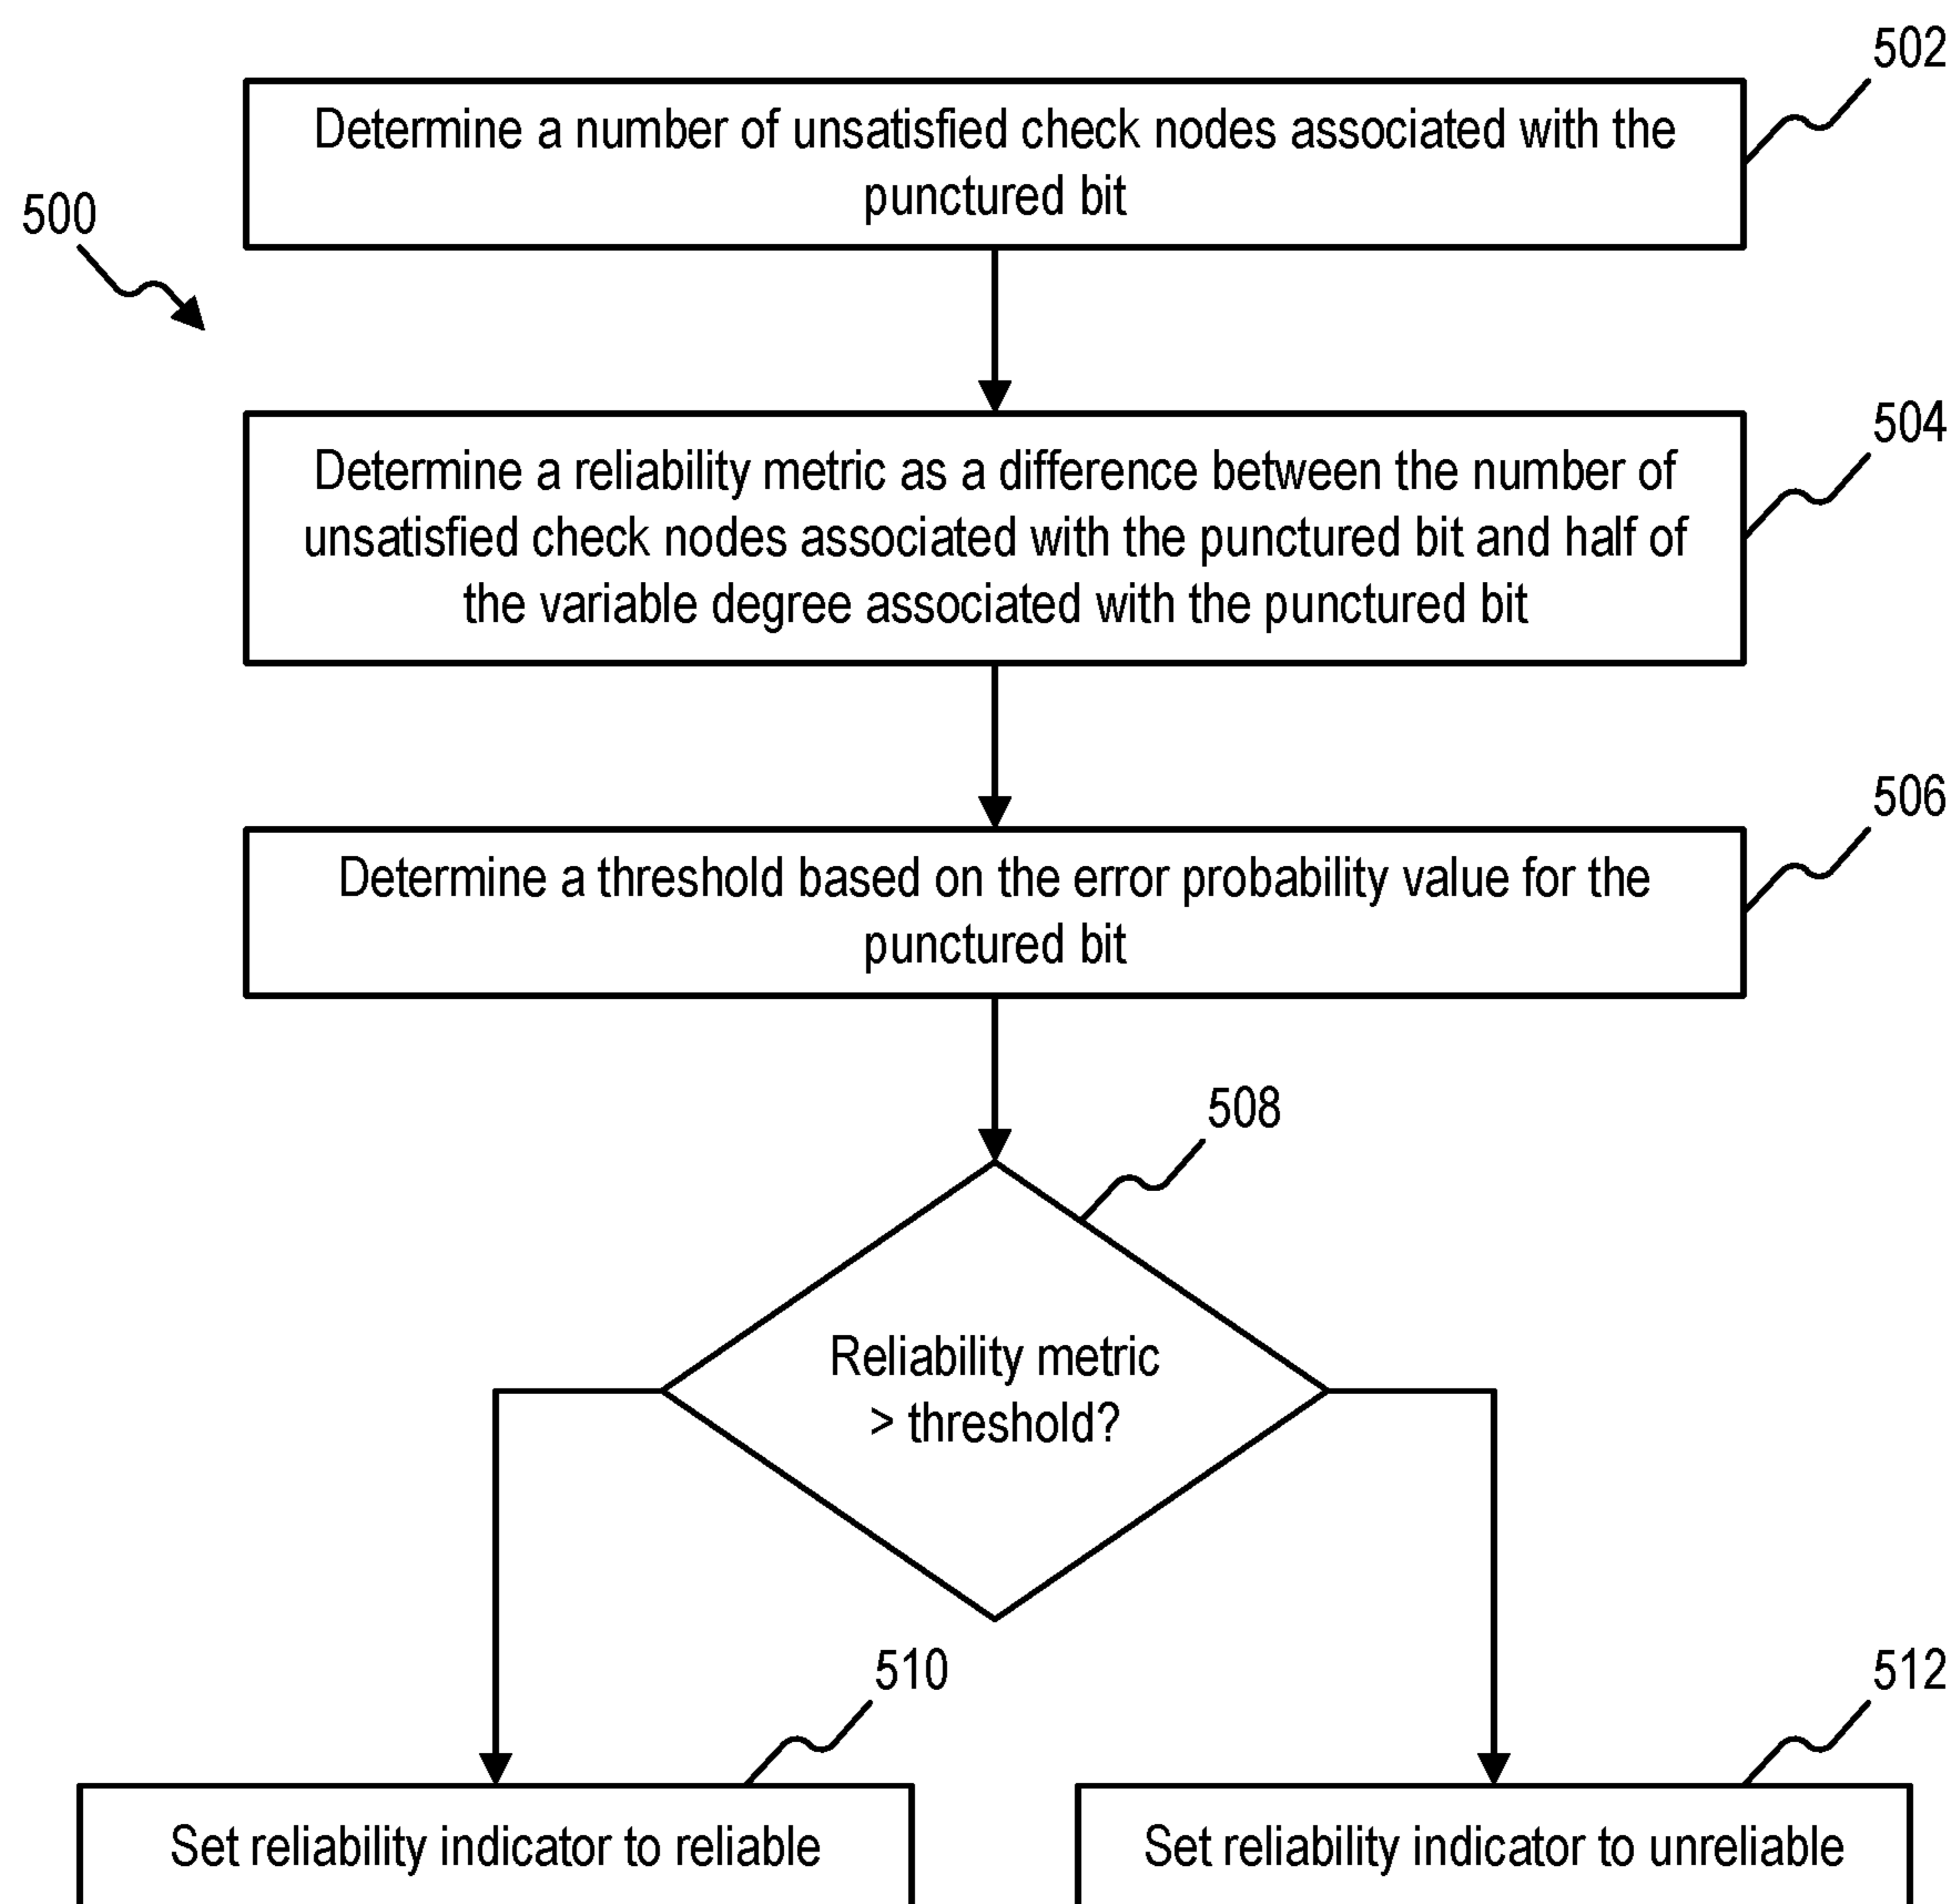 502
Determine a number of unsatisfied check nodes associated with the
punctured bit
500
504
Determine a reliability metric as a difference between the number of
unsatisfied check nodes associated with the punctured bit and half of
the variable degree associated with the punctured bit
506
Determine a threshold based on the error probability value for the
punctured bit
508
Reliability metric
> threshold?
510
512
Set reliability indicator to reliable
Set reliability indicator to unreliable